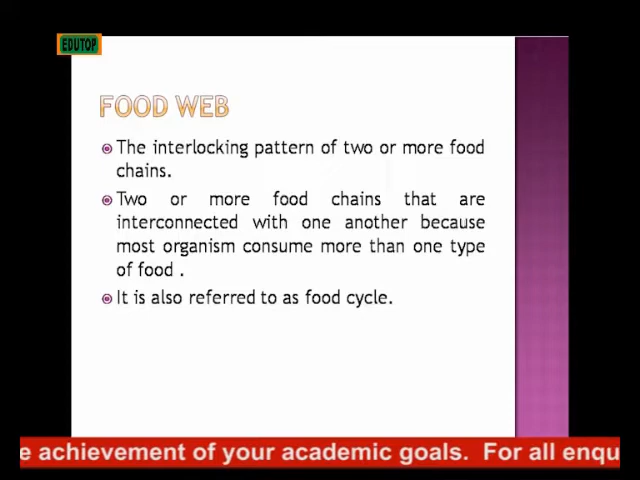 EDUTOP
FOOD WEB
The interlocking pattern of two or more food
chains.
Two or more food chains that are
interconnected with one another because
most organism consume more than one type
of food .
It is also referred to as food cycle.
e achievement of your academic goals. For all enqu